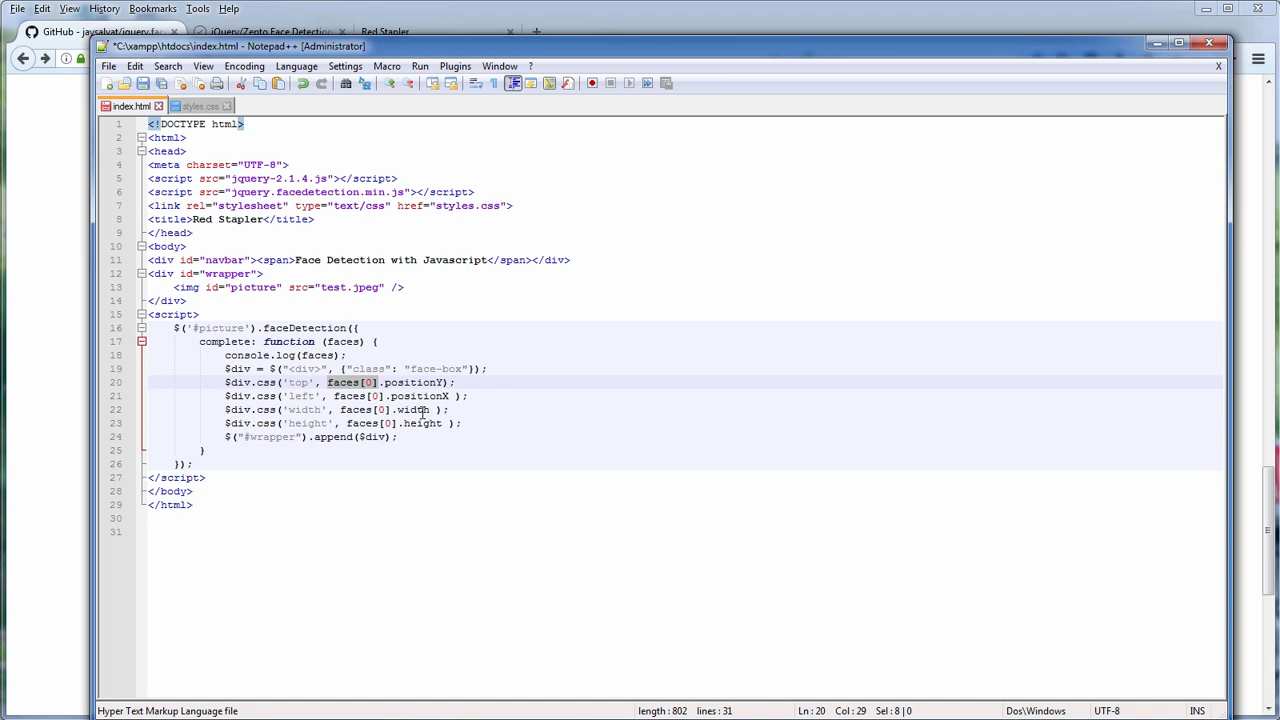 File Edit View History Bookmarks Tools Help
GitHub - jaysalvat/jquery.fa
jQuery/Zepto Face Detection
Red Stapler
*C:\xampp\htdocs\index.html - Notepad++ [Administrator]
File Edit Search View Encoding Language Settings Macro Run Plugins Window ? X
index.html styles.css
1 <!DOCTYPE html>
2 <html>
3 <head>
4 <meta charset="UTF-8">
5 <script src="jquery-2.1.4.js"></script>
6 <script src="jquery.facedetection.min.js"></script>
7 <link rel="stylesheet" type="text/css" href="styles.css">
8 <title>Red Stapler</title>
9 </head>
10 <body>
11 <div id="navbar"><span>Face Detection with Javascript</span></div>
12 <div id="wrapper">
13 <img id="picture" src="test.jpeg" />
14 </div>
15 <script>
16 $('#picture').faceDetection({
17 complete: function (faces) {
18 console.log(faces);
19 $div = $("<div>", {"class": "face-box"});
20 $div.css('top', faces[0].positionY);
21 $div.css('left', faces[0].positionX );
22 $div.css('width', faces[0].width );
23 $div.css('height', faces[0].height );
24 $("#wrapper").append($div);
25 }
26 });
27 </script>
28 </body>
29 </html>
30
31
Hyper Text Markup Language file length : 802 lines : 31 Ln : 20 Col : 29 Sel : 8 | 0 Dos\Windows UTF-8 INS